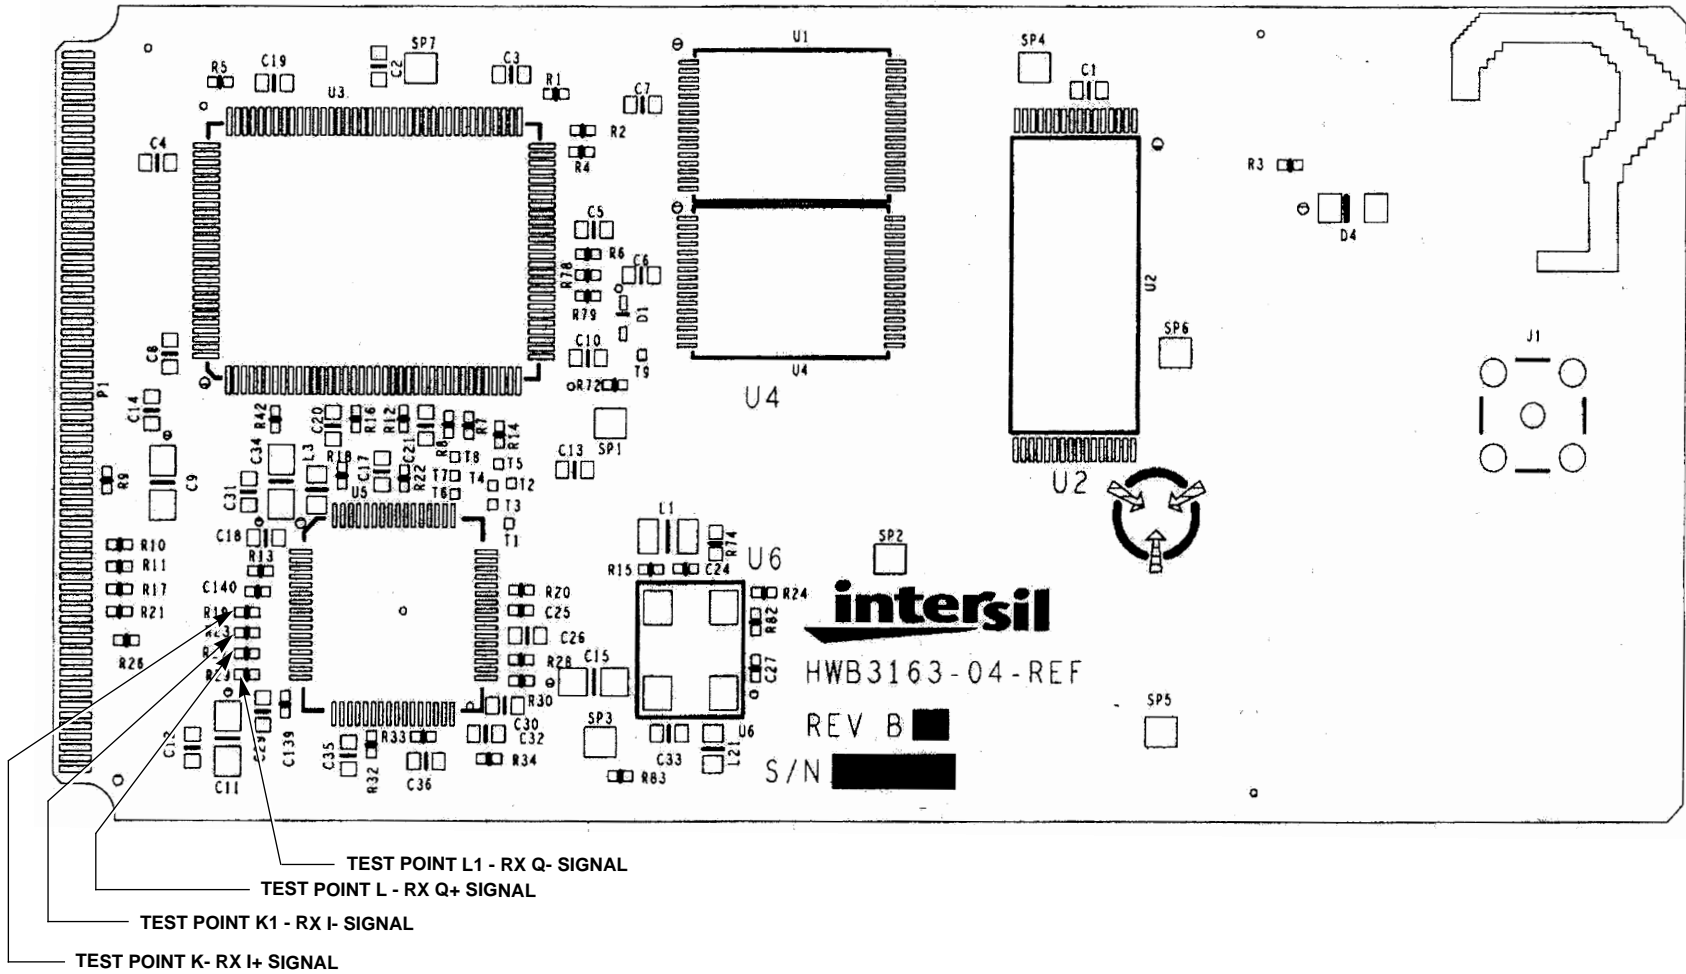 U1
SP7
SP4
C2
C3
C19
R5
R1
C1
U3
C7
R2
C4
R4
R3
C5
D4
R6
C6
R78
U2
R79
D1
SP6
C10
J1
C8
U4
T9
R72
P1
U4
C14
R42
C20
R16
R12
C21
R8
R7
R14
SP1
C34
L3
R18
C17
R22
T8
T5
C13
T7
T4
T2
U2
R9
C9
C31
U5
T6
T3
L1
C18
T1
SP2
R74
R10
R13
U6
R11
R15
C24
C140
R17
R20
R24
intersil
R21
C25
R82
C26
R26
R28
C15
C27
HWB3163-04-REF
R30
SP5
C30
SP3
REV B
R33
C32
U6
C139
C35
R32
R34
C33
L21
S/N
C11
C36
R83
TEST POINT L1 - RX Q- SIGNAL
TEST POINT L - RX Q+ SIGNAL
TEST POINT K1 - RX I- SIGNAL
TEST POINT K- RX I+ SIGNAL